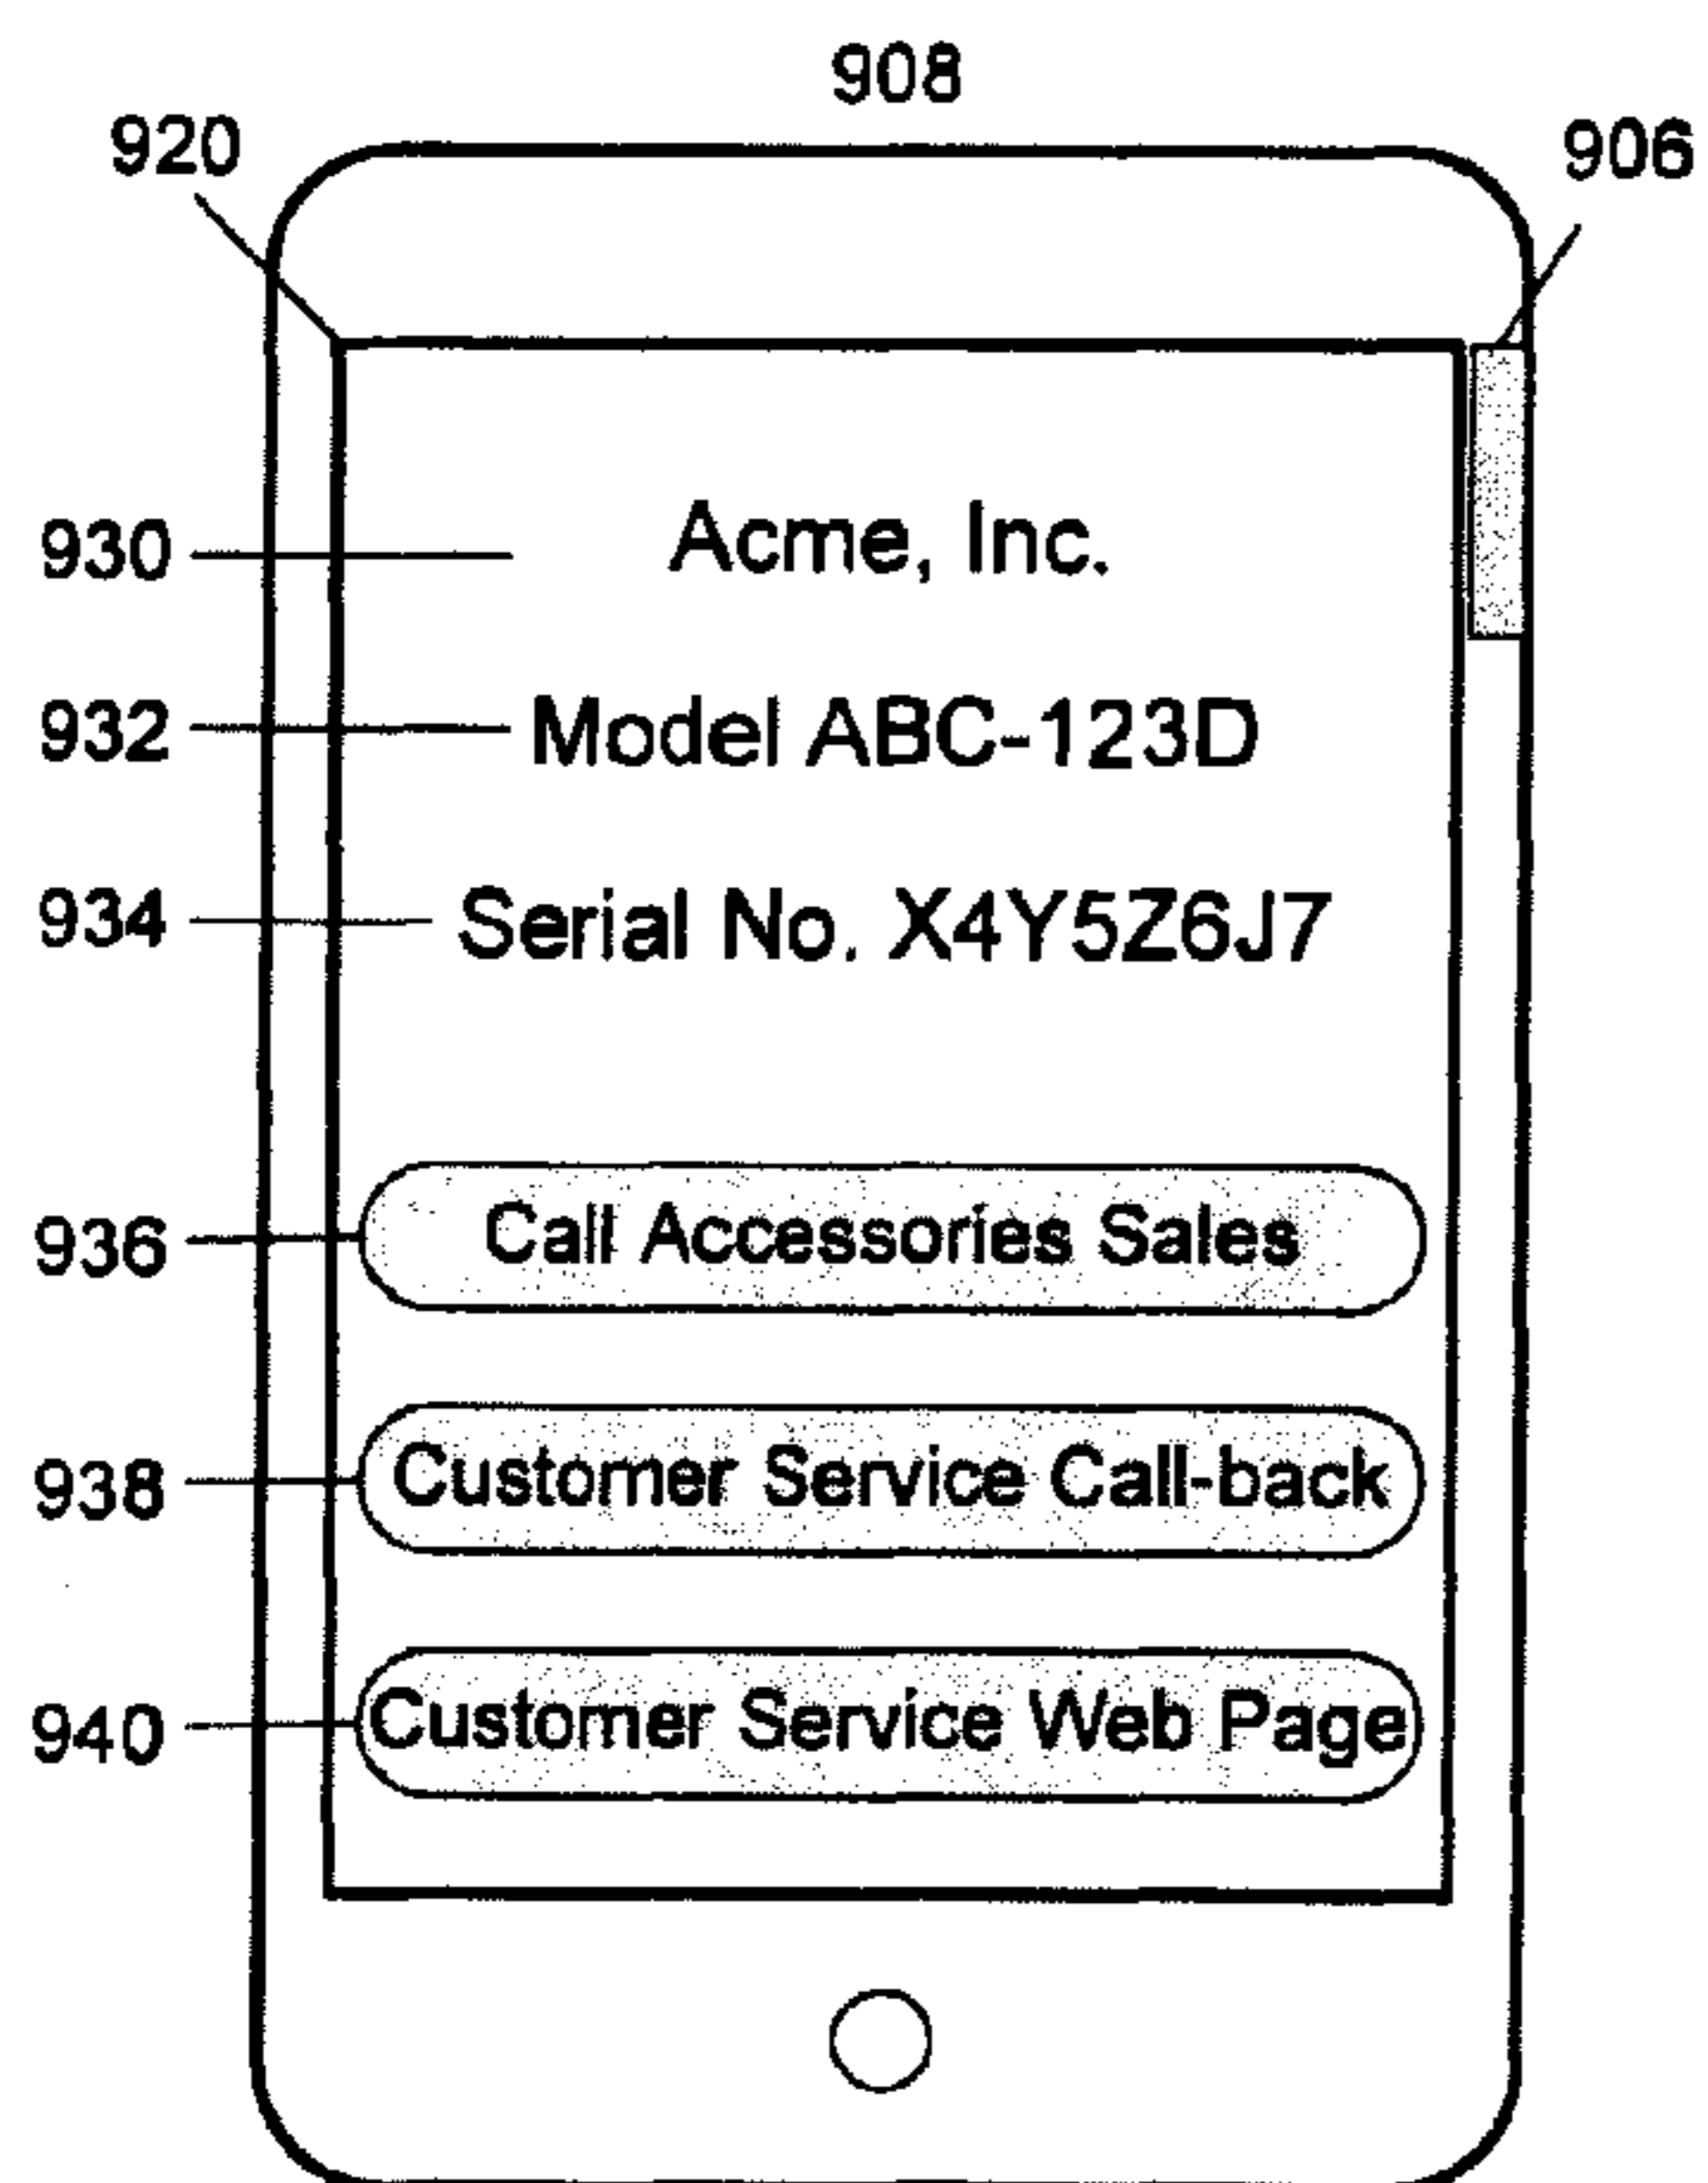 908
920
906
930 Acme, Inc.
932 Model ABC-123D
934 Serial No. X4Y5Z6J7
936 Call Accessories Sales
938 Customer Service Call-back
940 Customer Service Web Page